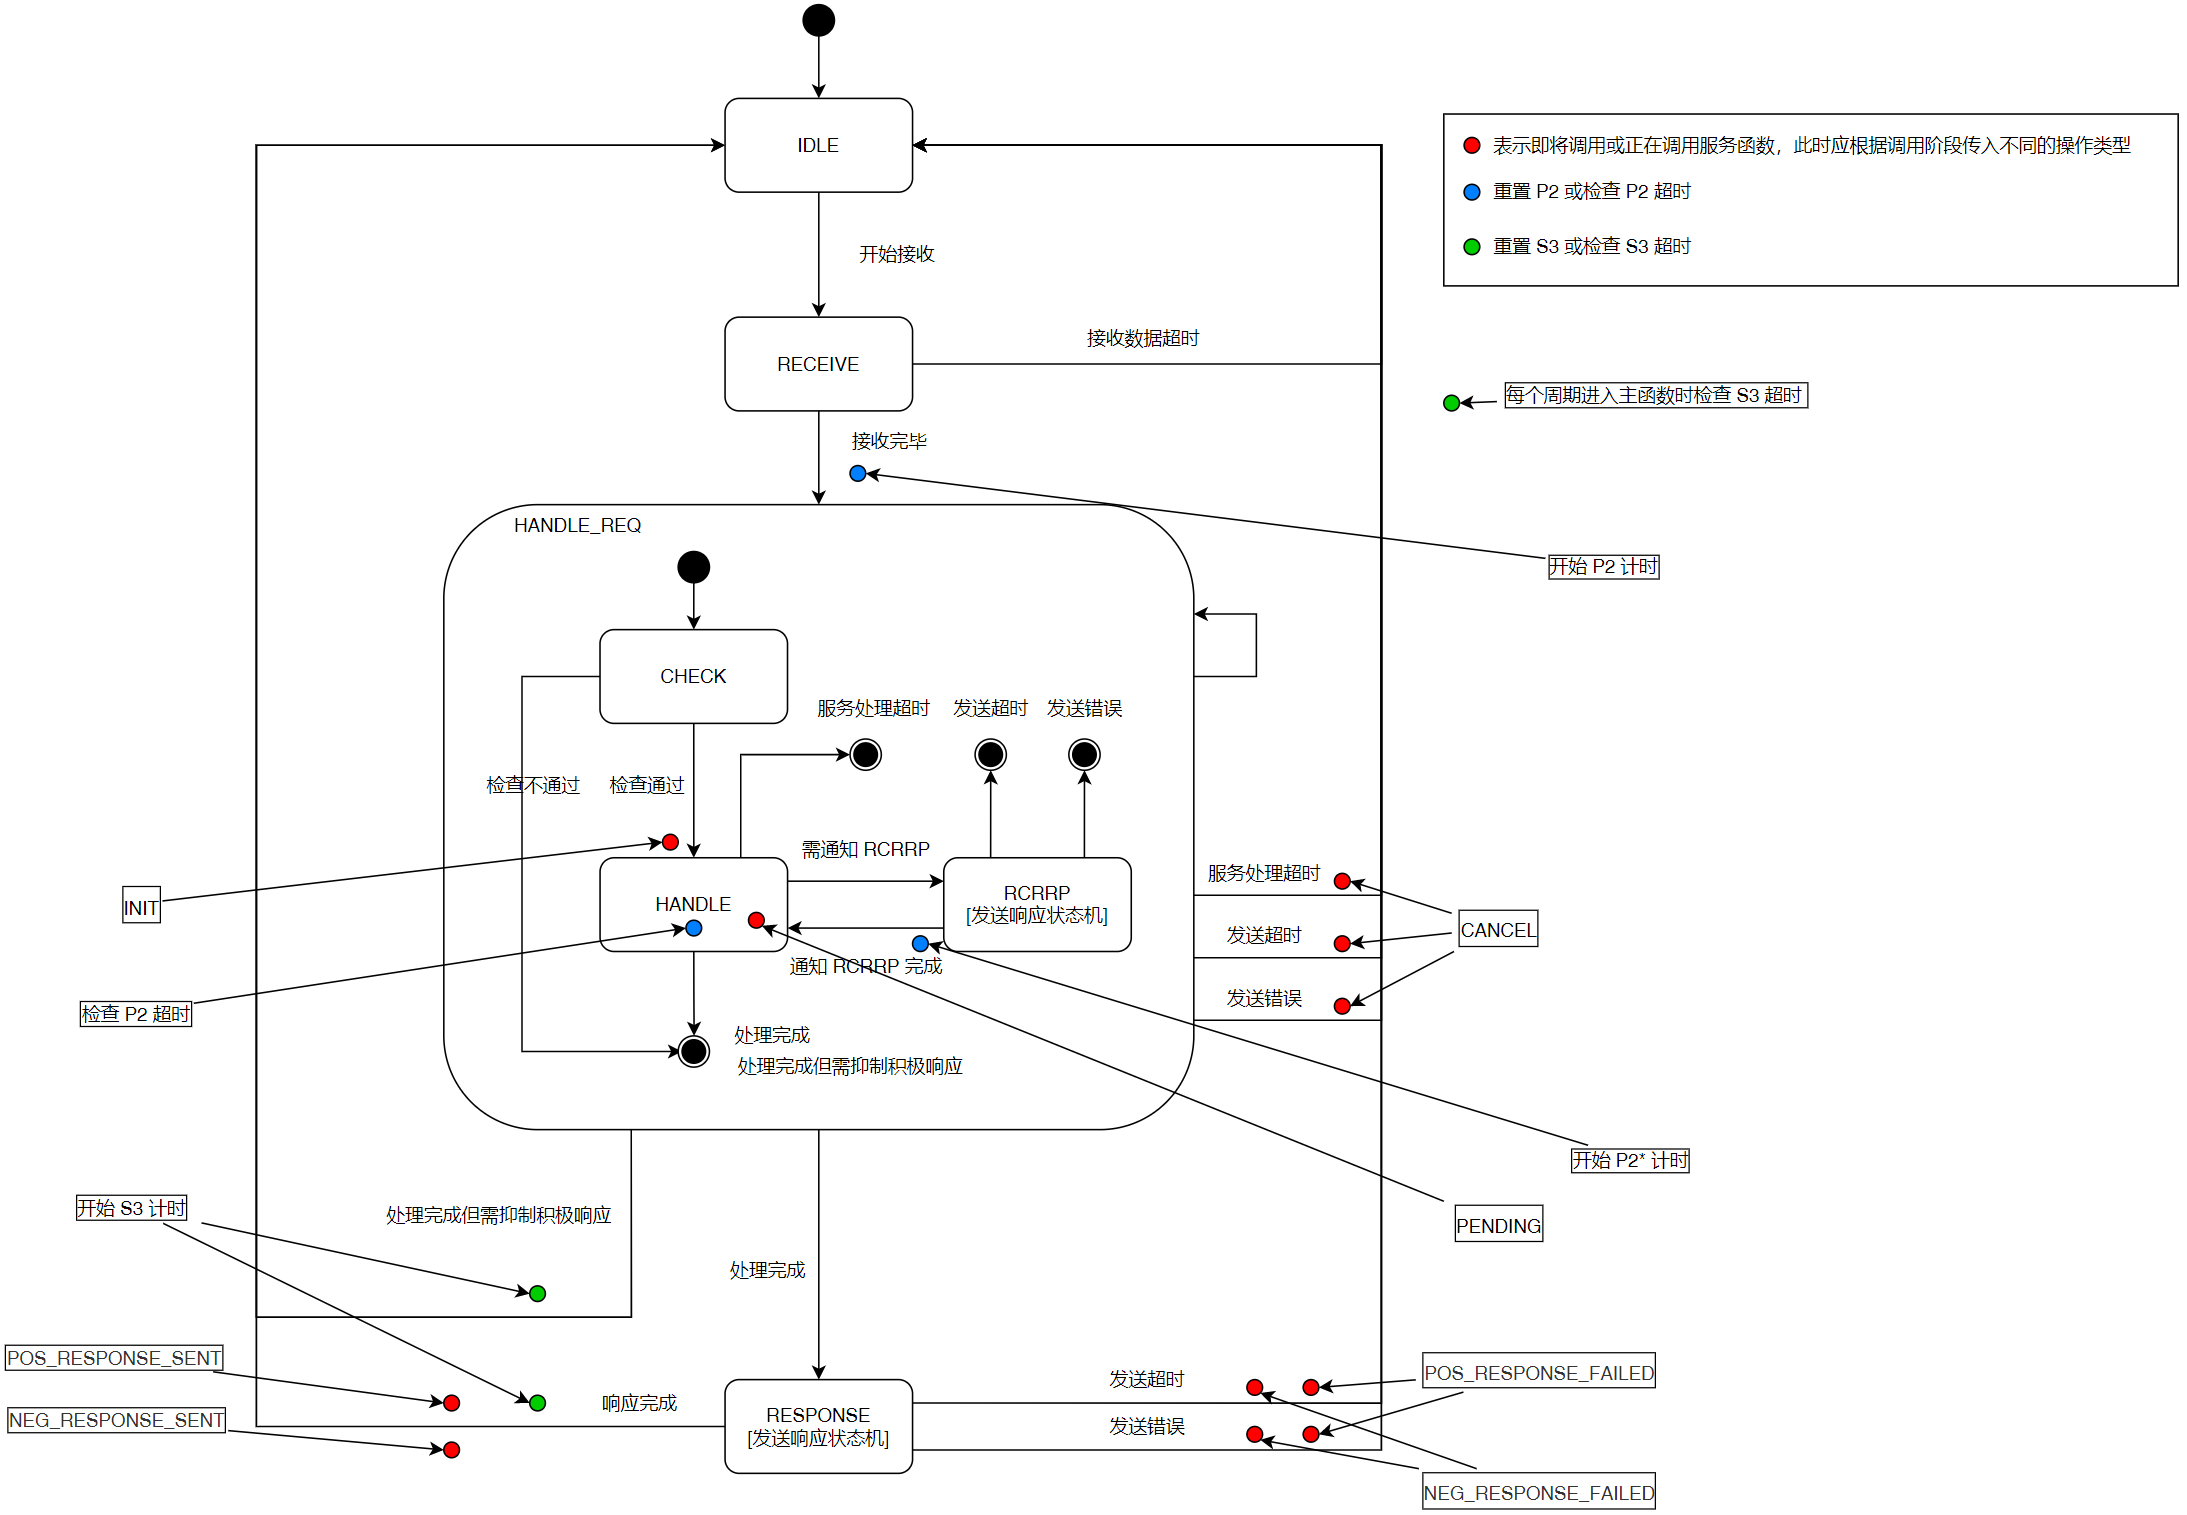 IDLE
表示即将调用或正在调用服务函数，此时应根据调用阶段传入不同的操作类型
重置 P2 或检查 P2 超时
重置 S3 或检查 S3 超时
开始接收
RECEIVE
接收数据超时
每个周期进入主函数时检查 S3 超时
接收完毕
开始 P2 计时
HANDLE_REQ
CHECK
服务处理超时
发送超时
发送错误
检查不通过
检查通过
需通知 RCRRP
HANDLE
RCRRP
[发送响应状态机]
通知 RCRRP 完成
INIT
检查 P2 超时
服务处理超时
发送超时
发送错误
CANCEL
处理完成
处理完成但需抑制积极响应
开始 P2* 计时
PENDING
开始 S3 计时
处理完成但需抑制积极响应
处理完成
POS_RESPONSE_SENT
NEG_RESPONSE_SENT
响应完成
RESPONSE
[发送响应状态机]
发送超时
发送错误
POS_RESPONSE_FAILED
NEG_RESPONSE_FAILED